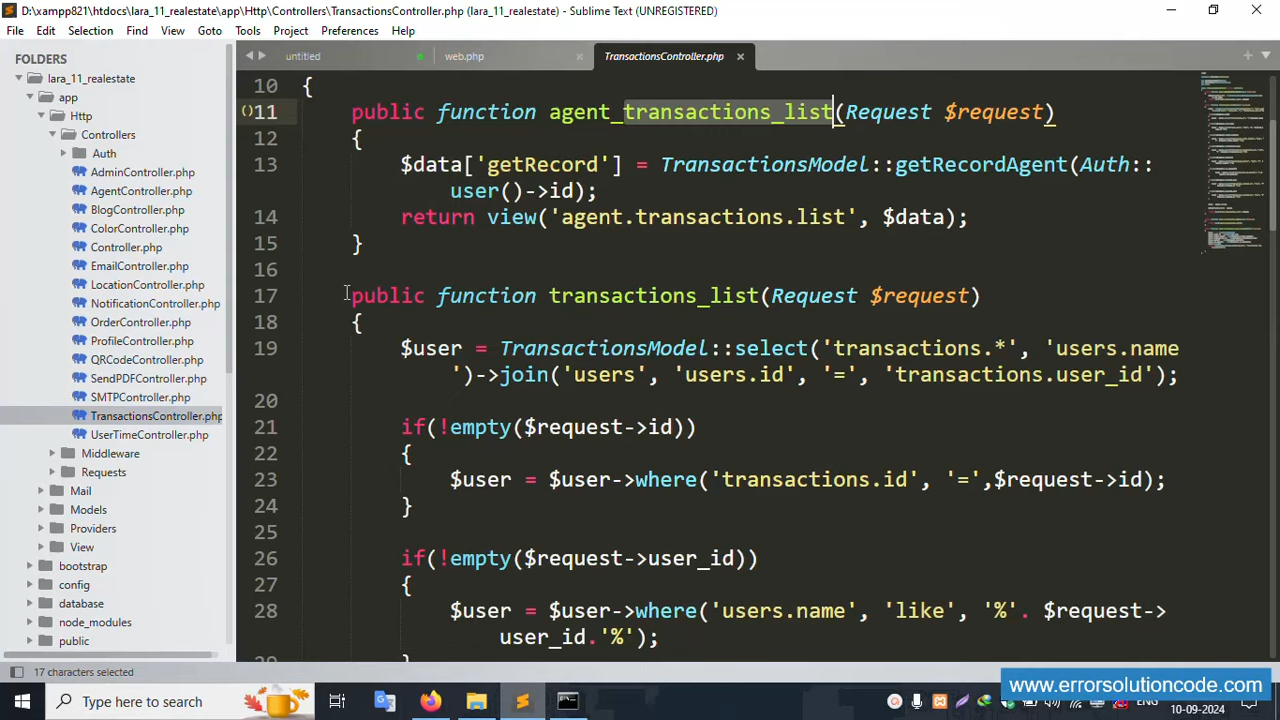 D:\xampp821\htdocs\lara_11_realestate\app\Http\Controllers\TransactionsController.php (lara_11_realestate) - Sublime Text (UNREGISTERED)
File Edit Selection Find View Goto Tools Project Preferences Help
FOLDERS
lara_11_realestate
app
Http
Controllers
Auth
AdminController.php
AgentController.php
BlogController.php
ColorController.php
Controller.php
EmailController.php
LocationController.php
NotificationController.php
OrderController.php
ProfileController.php
QRCodeController.php
SendPDFController.php
SMTPController.php
TransactionsController.php
UserTimeController.php
Middleware
Requests
Mail
Models
Providers
View
bootstrap
config
database
node_modules
public
untitled web.php TransactionsController.php
10 {
11 public function agent_transactions_list(Request $request)
12 {
13 $data['getRecord'] = TransactionsModel::getRecordAgent(Auth::
user()->id);
14 return view('agent.transactions.list', $data);
15 }
16
17 public function transactions_list(Request $request)
18 {
19 $user = TransactionsModel::select('transactions.*', 'users.name
')->join('users', 'users.id', '=', 'transactions.user_id');
20
21 if(!empty($request->id))
22 {
23 $user = $user->where('transactions.id', '=',$request->id);
24 }
25
26 if(!empty($request->user_id))
27 {
28 $user = $user->where('users.name', 'like', '%'. $request->
user_id.'%');
17 characters selected
www.errorsolutioncode.com
Type here to search
ENG
10-09-2024